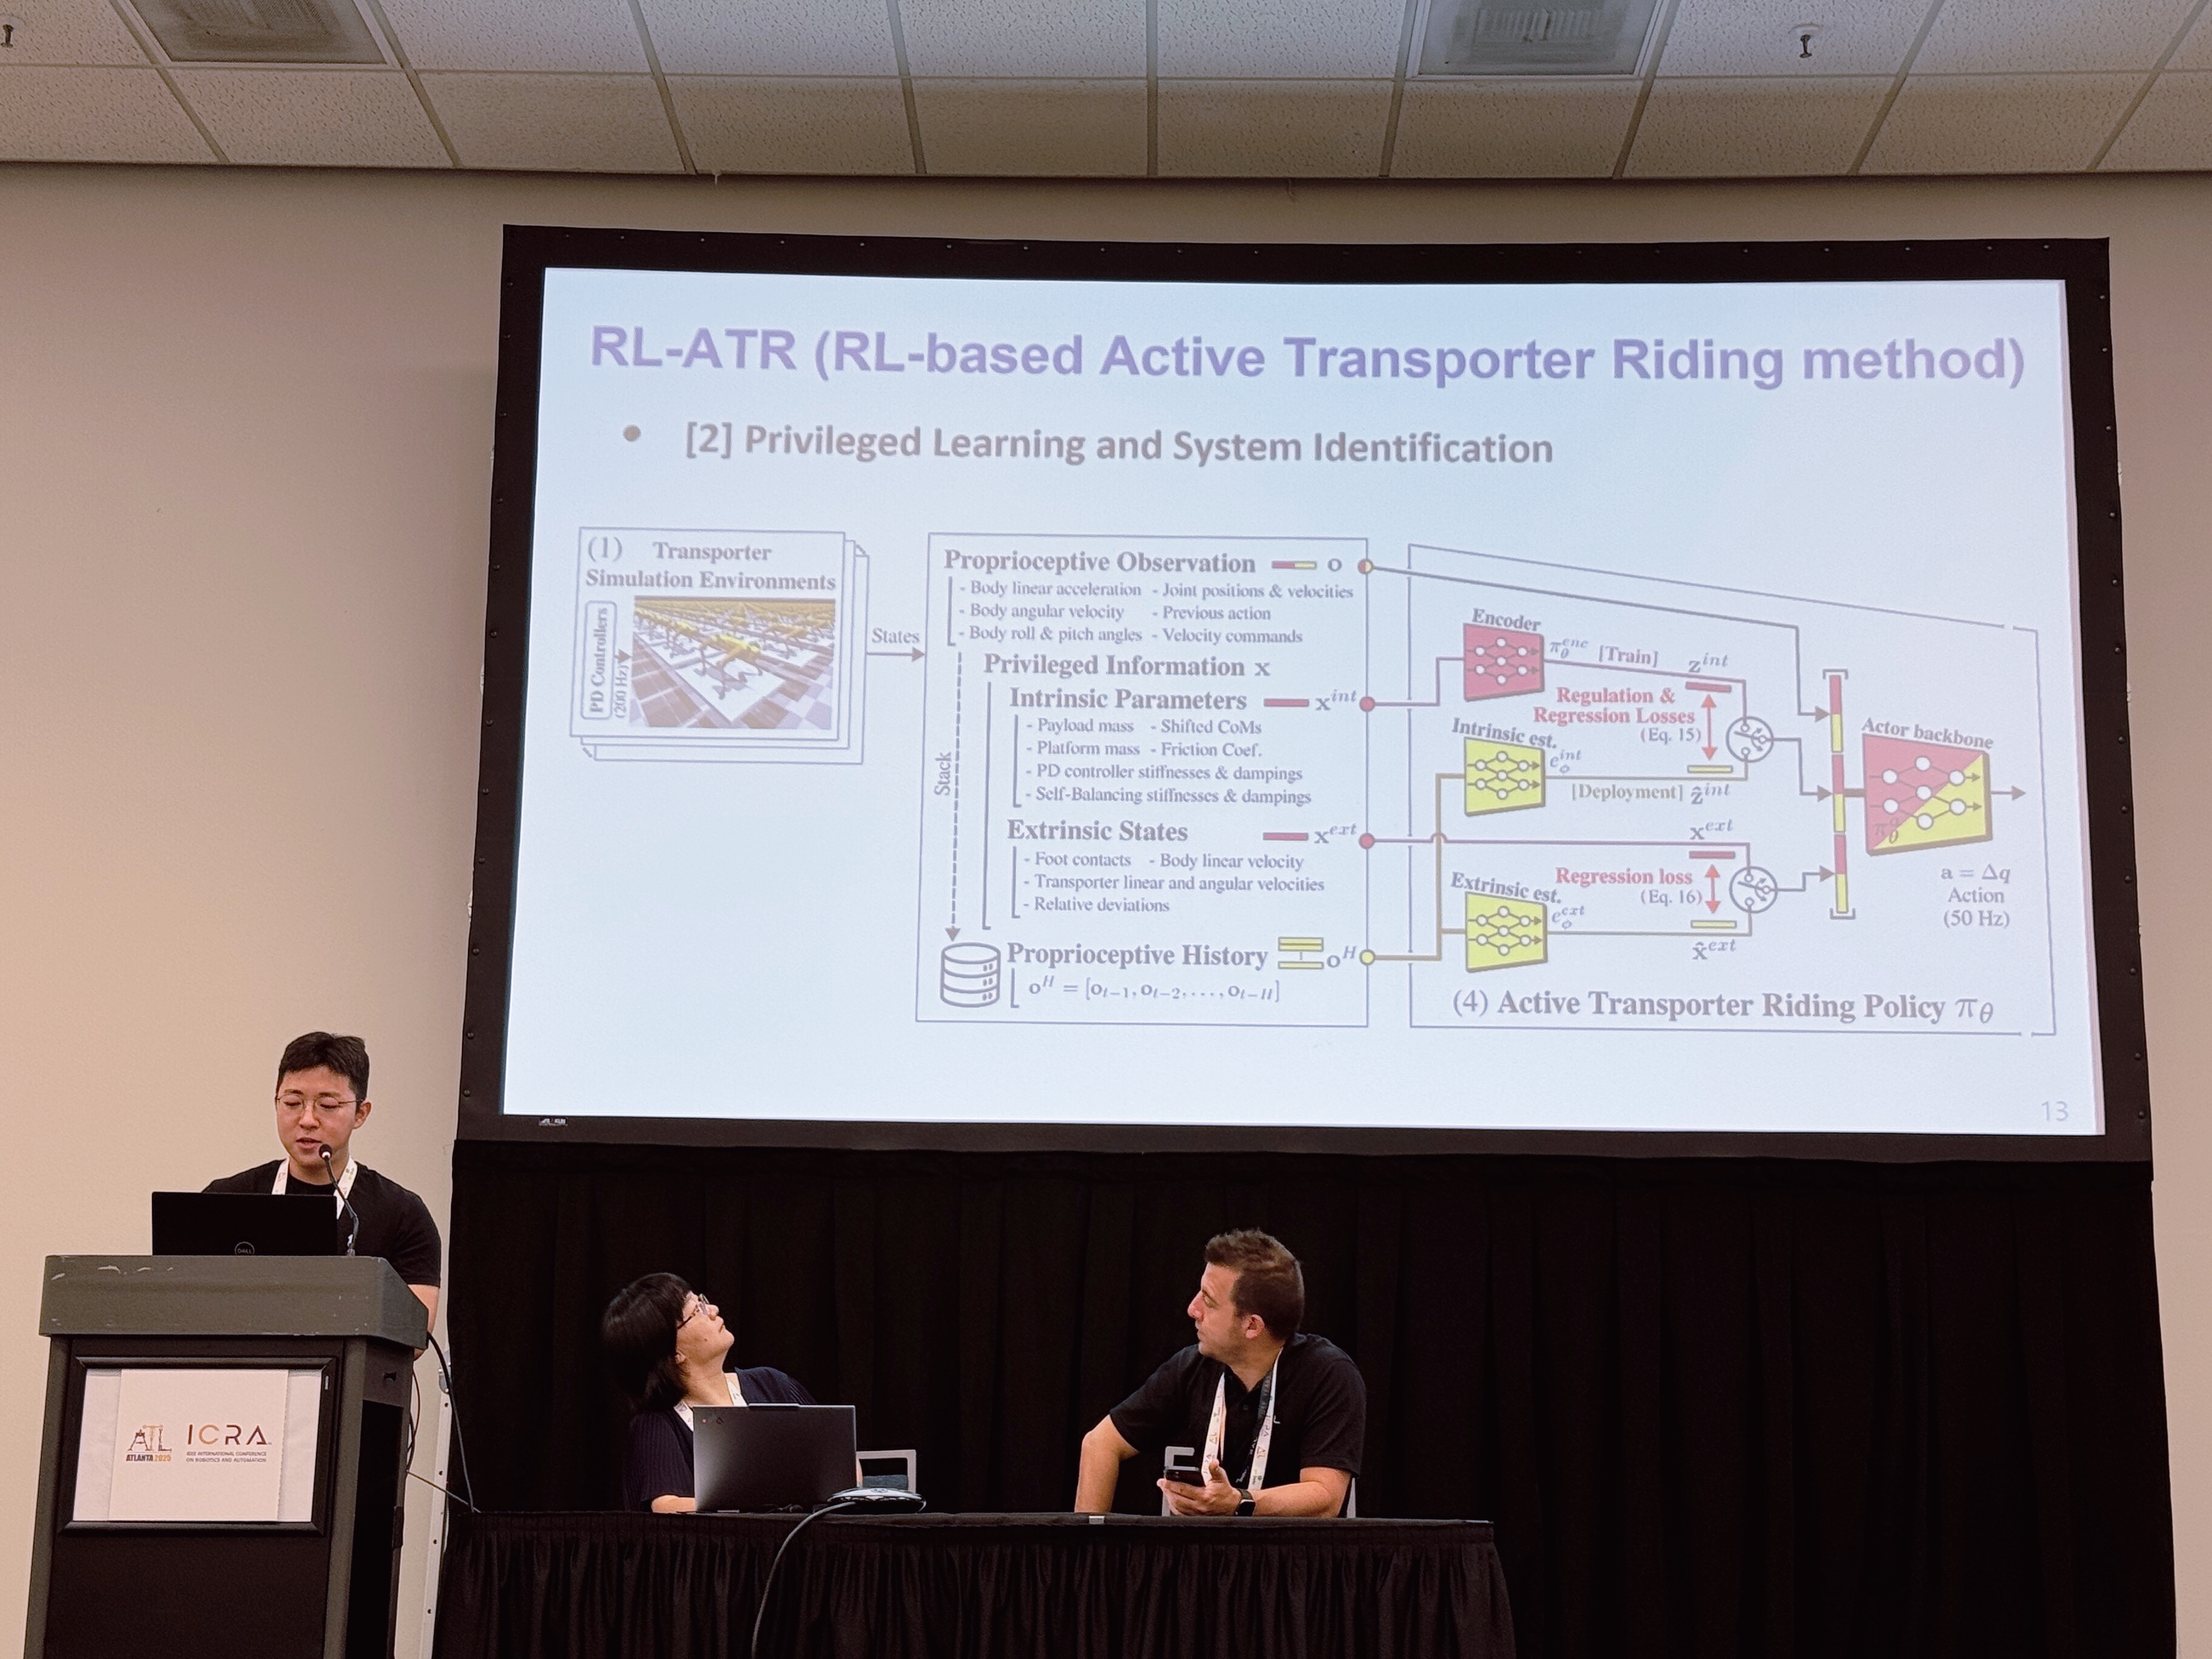 RL-ATR (RL-based Active Transporter Riding method)
• [2] Privileged Learning and System Identification
(1) Transporter
Simulation Environments
PD Controllers
(200 Hz)
States
Proprioceptive Observation o
- Body linear acceleration - Joint positions & velocities
- Body angular velocity - Previous action
- Body roll & pitch angles - Velocity commands
Privileged Information x
Intrinsic Parameters x^int
- Payload mass - Shifted CoMs
- Platform mass - Friction Coef.
- PD controller stiffnesses & dampings
- Self-Balancing stiffnesses & dampings
Extrinsic States x^ext
- Foot contacts - Body linear velocity
- Transporter linear and angular velocities
- Relative deviations
Stack
Proprioceptive History o^H
o^H = [o_{t-1}, o_{t-2}, . . . , o_{t-H}]
Encoder
π_θ^enc [Train] z^int
Regulation &
Regression Losses
(Eq. 15)
Intrinsic est.
e_ϕ^int
[Deployment] ẑ^int
x^ext
Regression loss
(Eq. 16)
Extrinsic est.
e_ϕ^ext
x̂^ext
Actor backbone
π_θ^a
a = Δq
Action
(50 Hz)
(4) Active Transporter Riding Policy π_θ
13
DELL
ATL
ATLANTA 2025
ICRA
IEEE INTERNATIONAL CONFERENCE
ON ROBOTICS AND AUTOMATION